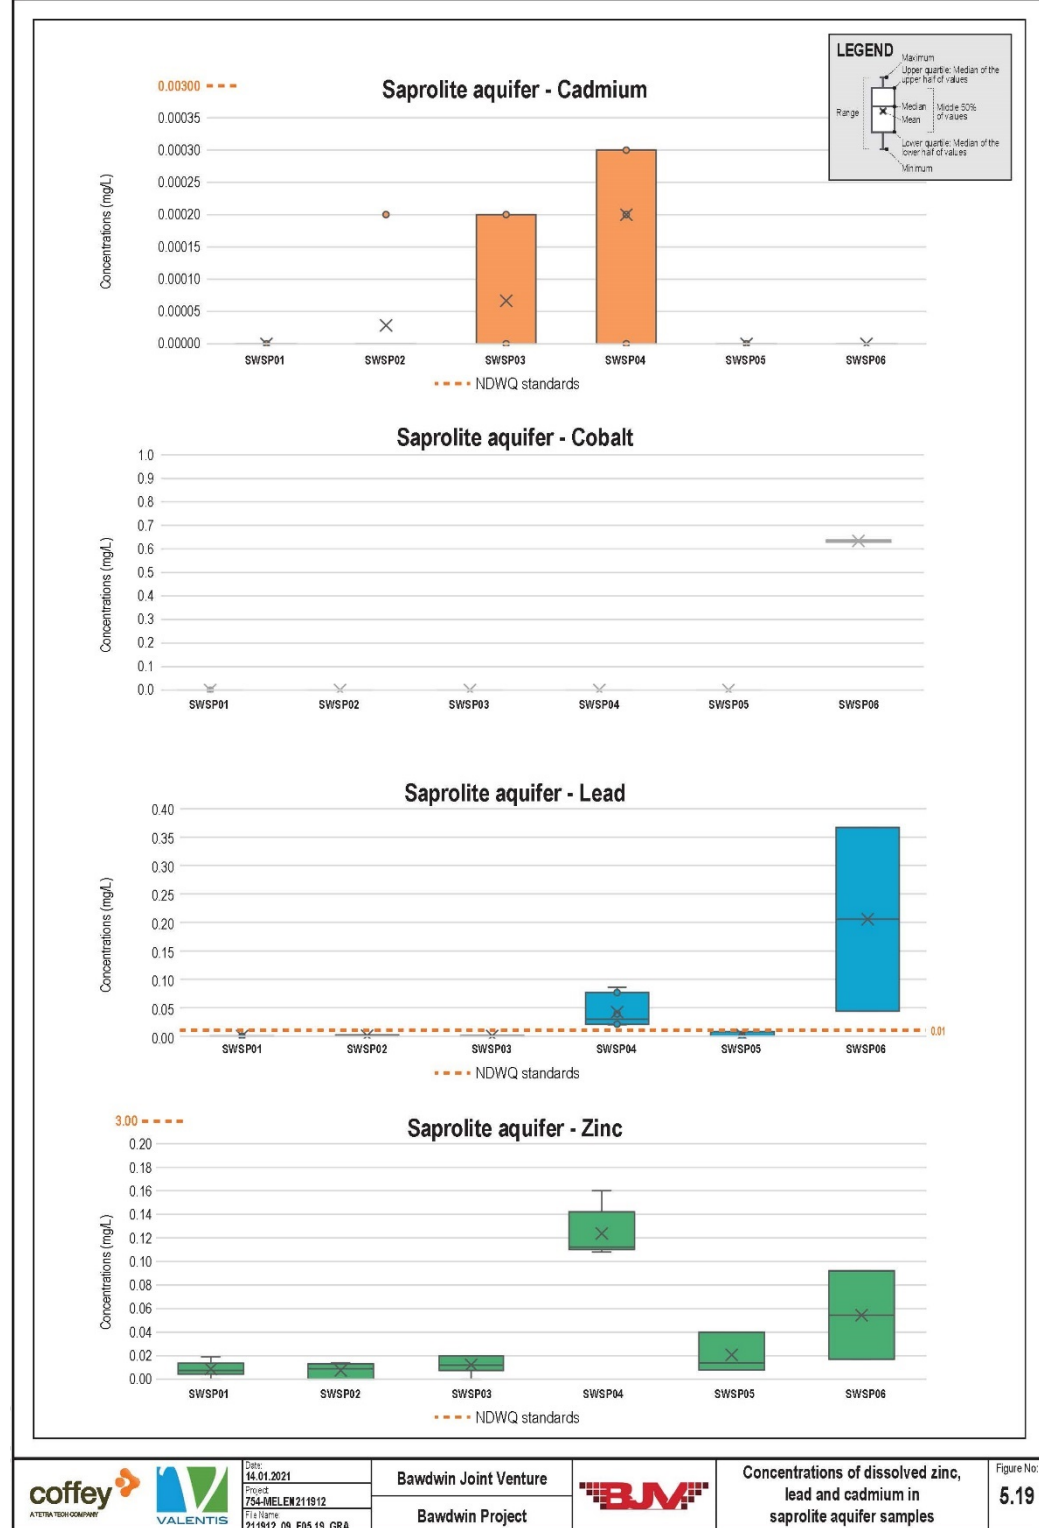 LEGEND
Maximum
Upper quartile: Median of the
upper half of values
Range
Median
Mean
Middle 50%
of values
Lower quartile: Median of the
lower half of values
Minimum
0.00300
Saprolite aquifer - Cadmium
Concentrations (mg/L)
0.00035
0.00030
0.00025
0.00020
0.00015
0.00010
0.00005
0.00000
SWSP01 SWSP02 SWSP03 SWSP04 SWSP05 SWSP06
NDWQ standards
Saprolite aquifer - Cobalt
Concentrations (mg/L)
1.0
0.9
0.8
0.7
0.6
0.5
0.4
0.3
0.2
0.1
0.0
SWSP01 SWSP02 SWSP03 SWSP04 SWSP05 SWSP06
Saprolite aquifer - Lead
Concentrations (mg/L)
0.40
0.35
0.30
0.25
0.20
0.15
0.10
0.05
0.00
0.01
SWSP01 SWSP02 SWSP03 SWSP04 SWSP05 SWSP06
NDWQ standards
3.00
Saprolite aquifer - Zinc
Concentrations (mg/L)
0.20
0.18
0.16
0.14
0.12
0.10
0.08
0.06
0.04
0.02
0.00
SWSP01 SWSP02 SWSP03 SWSP04 SWSP05 SWSP06
NDWQ standards
coffey
A TETRA TECH COMPANY
VALENTIS
Date:
14.01.2021
Project:
754-MELEN211912
File Name:
211912_09_F05.19_GRA
Bawdwin Joint Venture
Bawdwin Project
BJV
Concentrations of dissolved zinc,
lead and cadmium in
saprolite aquifer samples
Figure No:
5.19